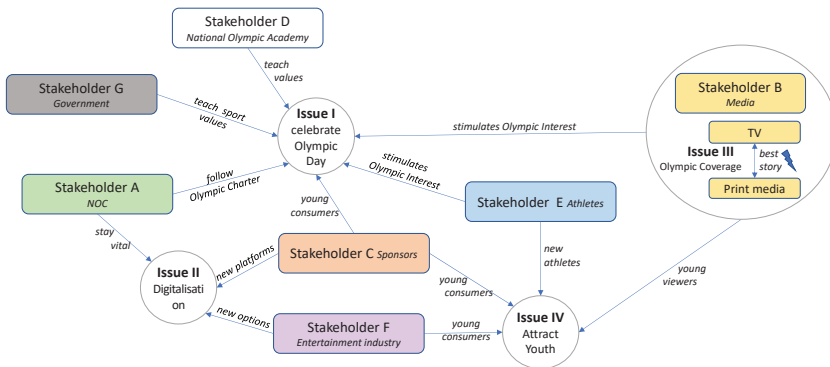 Stakeholder D
National Olympic Academy
teach
values
Stakeholder G
Government
teach sport
values
Issue I
celebrate
Olympic
Day
stimulates Olympic Interest
Stakeholder B
Media
TV
Issue III
Olympic Coverage
best
story
Print media
Stakeholder A
NOC
follow
Olympic Charter
stimulates
Olympic Interest
Stakeholder E Athletes
young
consumers
stay
vital
Issue II
Digitalisati
on
new platforms
Stakeholder C Sponsors
new
athletes
young
viewers
young
consumers
new options
Stakeholder F
Entertainment industry
young
consumers
Issue IV
Attract
Youth